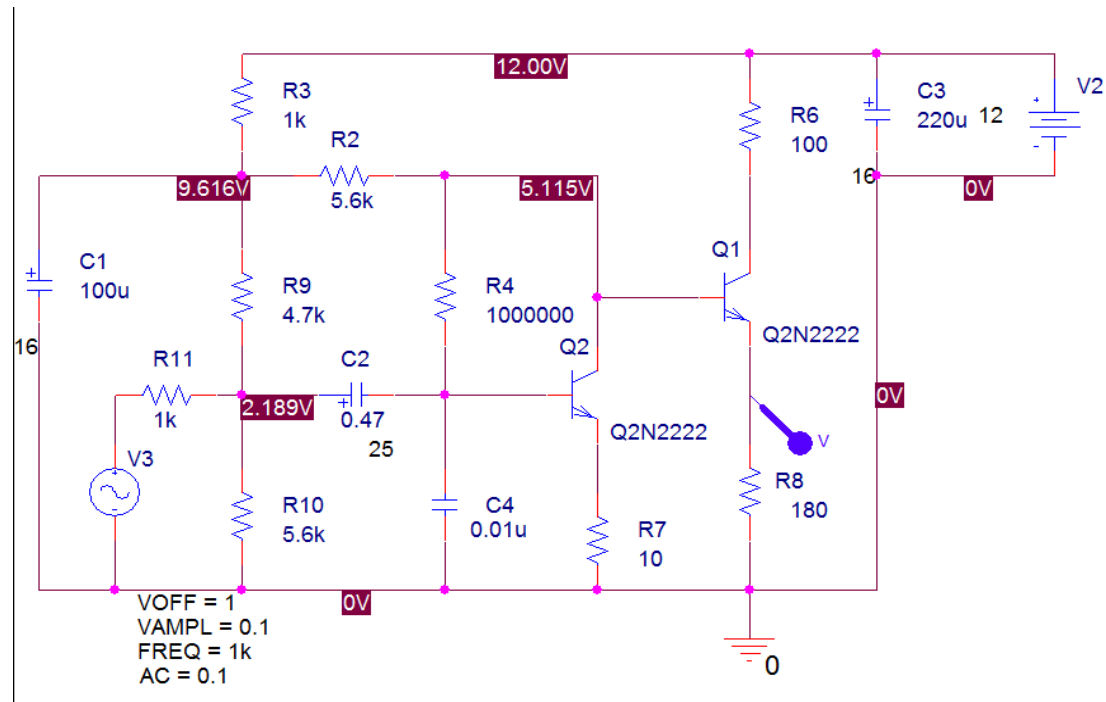 12.00V
R3
1k
R2
5.6k
9.616V
5.115V
R6
100
C3
220u
12
V2
+
-
16
0V
C1
100u
+
16
R9
4.7k
R4
1000000
Q1
Q2N2222
R11
1k
C2
+
0.47
25
2.189V
Q2
Q2N2222
0V
V
V3
+
-
R10
5.6k
C4
0.01u
R7
10
R8
180
0V
VOFF = 1
VAMPL = 0.1
FREQ = 1k
AC = 0.1
0